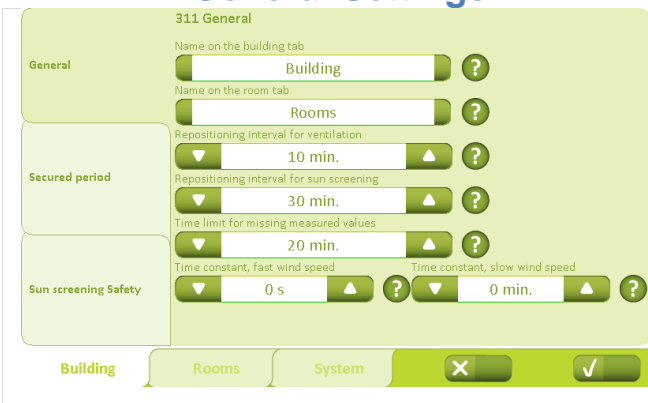 General Settings
311 General
General
Name on the building tab
Building ?
Name on the room tab
Rooms ?
Repositioning interval for ventilation
10 min. ?
Secured period
Repositioning interval for sun screening
30 min. ?
Time limit for missing measured values
20 min. ?
Time constant, fast wind speed Time constant, slow wind speed
Sun screening Safety
0 s ? 0 min. ?
Building Rooms System